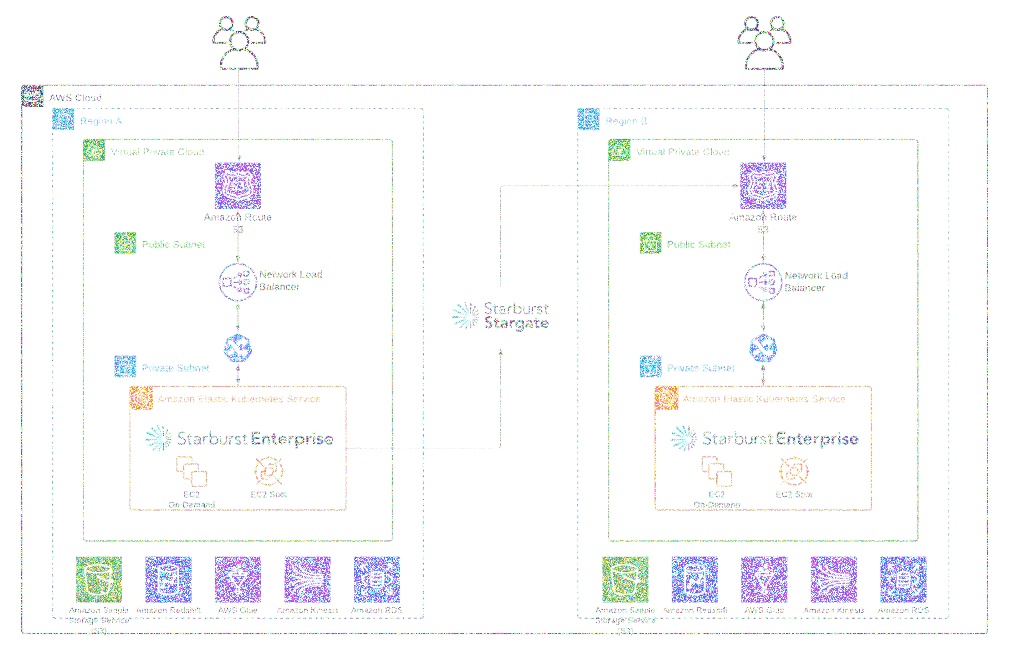 AWS Cloud
Region A
Virtual Private Cloud
Amazon Route
53
Public Subnet
Network Load
Balancer
Private Subnet
Amazon Elastic Kubernetes Service
Starburst Enterprise
EC2
On-Demand
EC2 Spot
Amazon Simple
Storage Service
(S3)
Amazon Redshift
AWS Glue
Amazon Kinesis
Amazon RDS
Starburst
Stargate
Region B
Virtual Private Cloud
Amazon Route
53
Public Subnet
Network Load
Balancer
Private Subnet
Amazon Elastic Kubernetes Service
Starburst Enterprise
EC2
On-Demand
EC2 Spot
Amazon Simple
Storage Service
(S3)
Amazon Redshift
AWS Glue
Amazon Kinesis
Amazon RDS